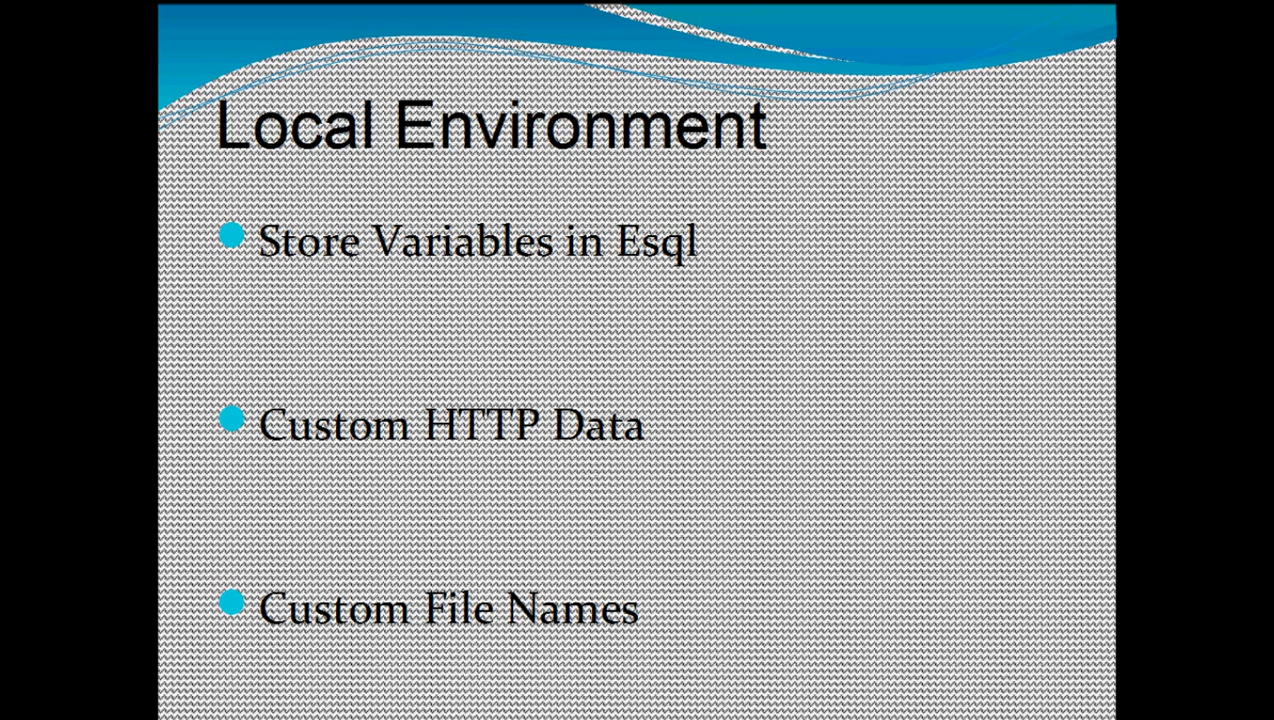 Local Environment
Store Variables in Esql
Custom HTTP Data
Custom File Names